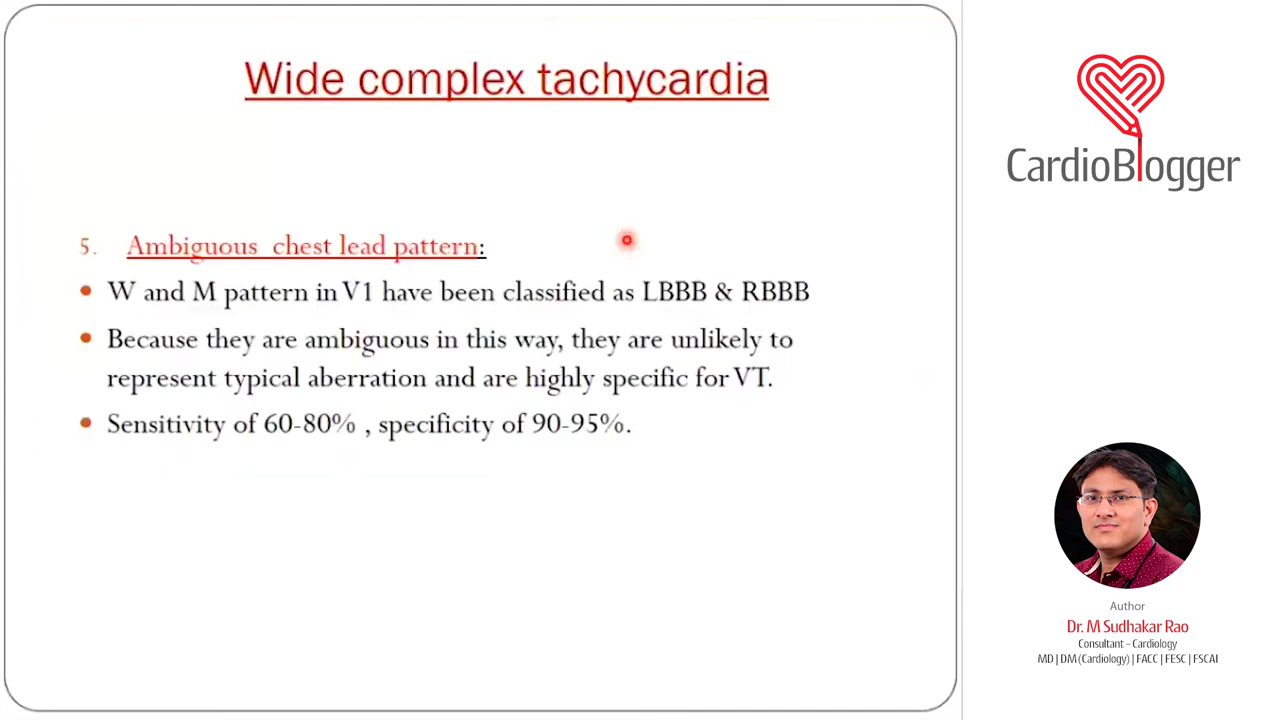 Wide complex tachycardia
5. Ambiguous chest lead pattern:
• W and M pattern in V1 have been classified as LBBB & RBBB
• Because they are ambiguous in this way, they are unlikely to
represent typical aberration and are highly specific for VT.
• Sensitivity of 60-80% , specificity of 90-95%.
CardioBlogger
Author
Dr. M Sudhakar Rao
Consultant – Cardiology
MD | DM (Cardiology) | FACC | FESC | FSCAI